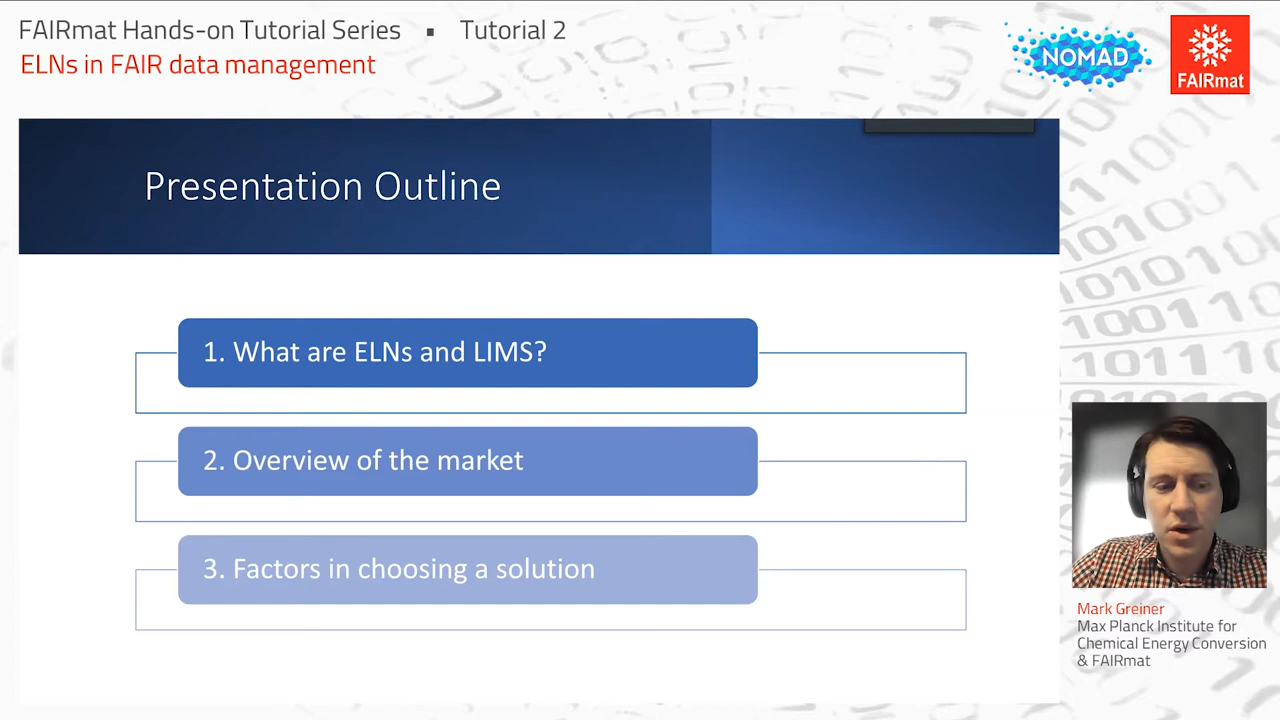 FAIRmat Hands-on Tutorial Series ▪ Tutorial 2
ELNs in FAIR data management
NOMAD
FAIRmat
Presentation Outline
1. What are ELNs and LIMS?
2. Overview of the market
3. Factors in choosing a solution
Mark Greiner
Max Planck Institute for
Chemical Energy Conversion
& FAIRmat